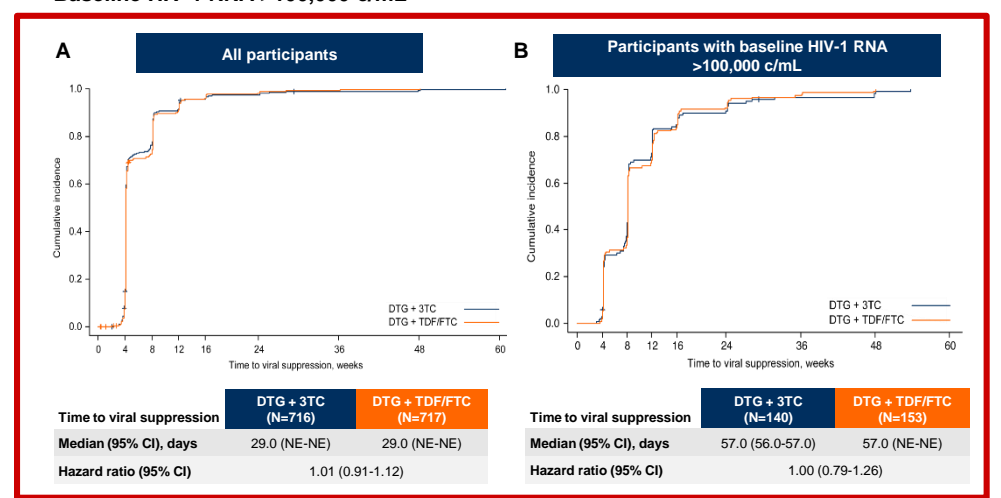 A
All participants
1.0
0.8
0.6
0.4
0.2
0.0
Cumulative incidence
DTG + 3TC
DTG + TDF/FTC
0 4 8 12 16 24 36 48 60
Time to viral suppression, weeks
Time to viral suppression
DTG + 3TC
(N=716)
DTG + TDF/FTC
(N=717)
Median (95% CI), days 29.0 (NE-NE) 29.0 (NE-NE)
Hazard ratio (95% CI) 1.01 (0.91-1.12)
B
Participants with baseline HIV-1 RNA
>100,000 c/mL
1.0
0.8
0.6
0.4
0.2
0.0
Cumulative incidence
DTG + 3TC
DTG + TDF/FTC
0 4 8 12 16 24 36 48 60
Time to viral suppression, weeks
Time to viral suppression
DTG + 3TC
(N=140)
DTG + TDF/FTC
(N=153)
Median (95% CI), days 57.0 (56.0-57.0) 57.0 (NE-NE)
Hazard ratio (95% CI) 1.00 (0.79-1.26)